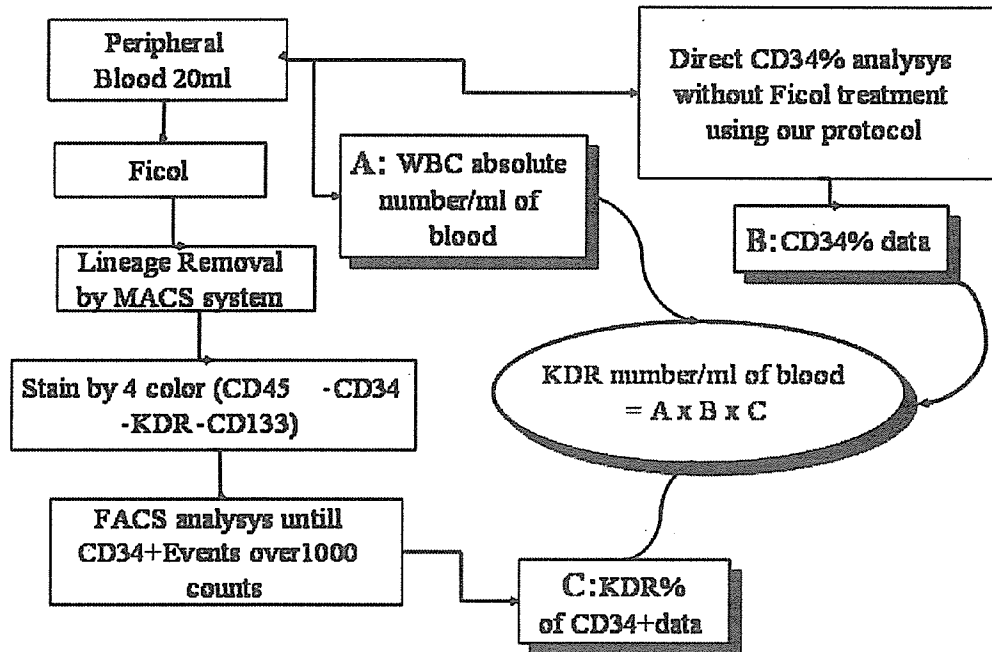 Peripheral
Blood 20ml
Direct CD34% analysys
without Ficol treatment
using our protocol
Ficol
A: WBC absolute
number/ml of
blood
B:CD34% data
Lineage Removal
by MACS system
Stain by 4 color (CD45 -CD34
-KDR-CD133)
KDR number/ml of blood
= A x B x C
FACS analysys untill
CD34+Events over1000
counts
C:KDR%
of CD34+data